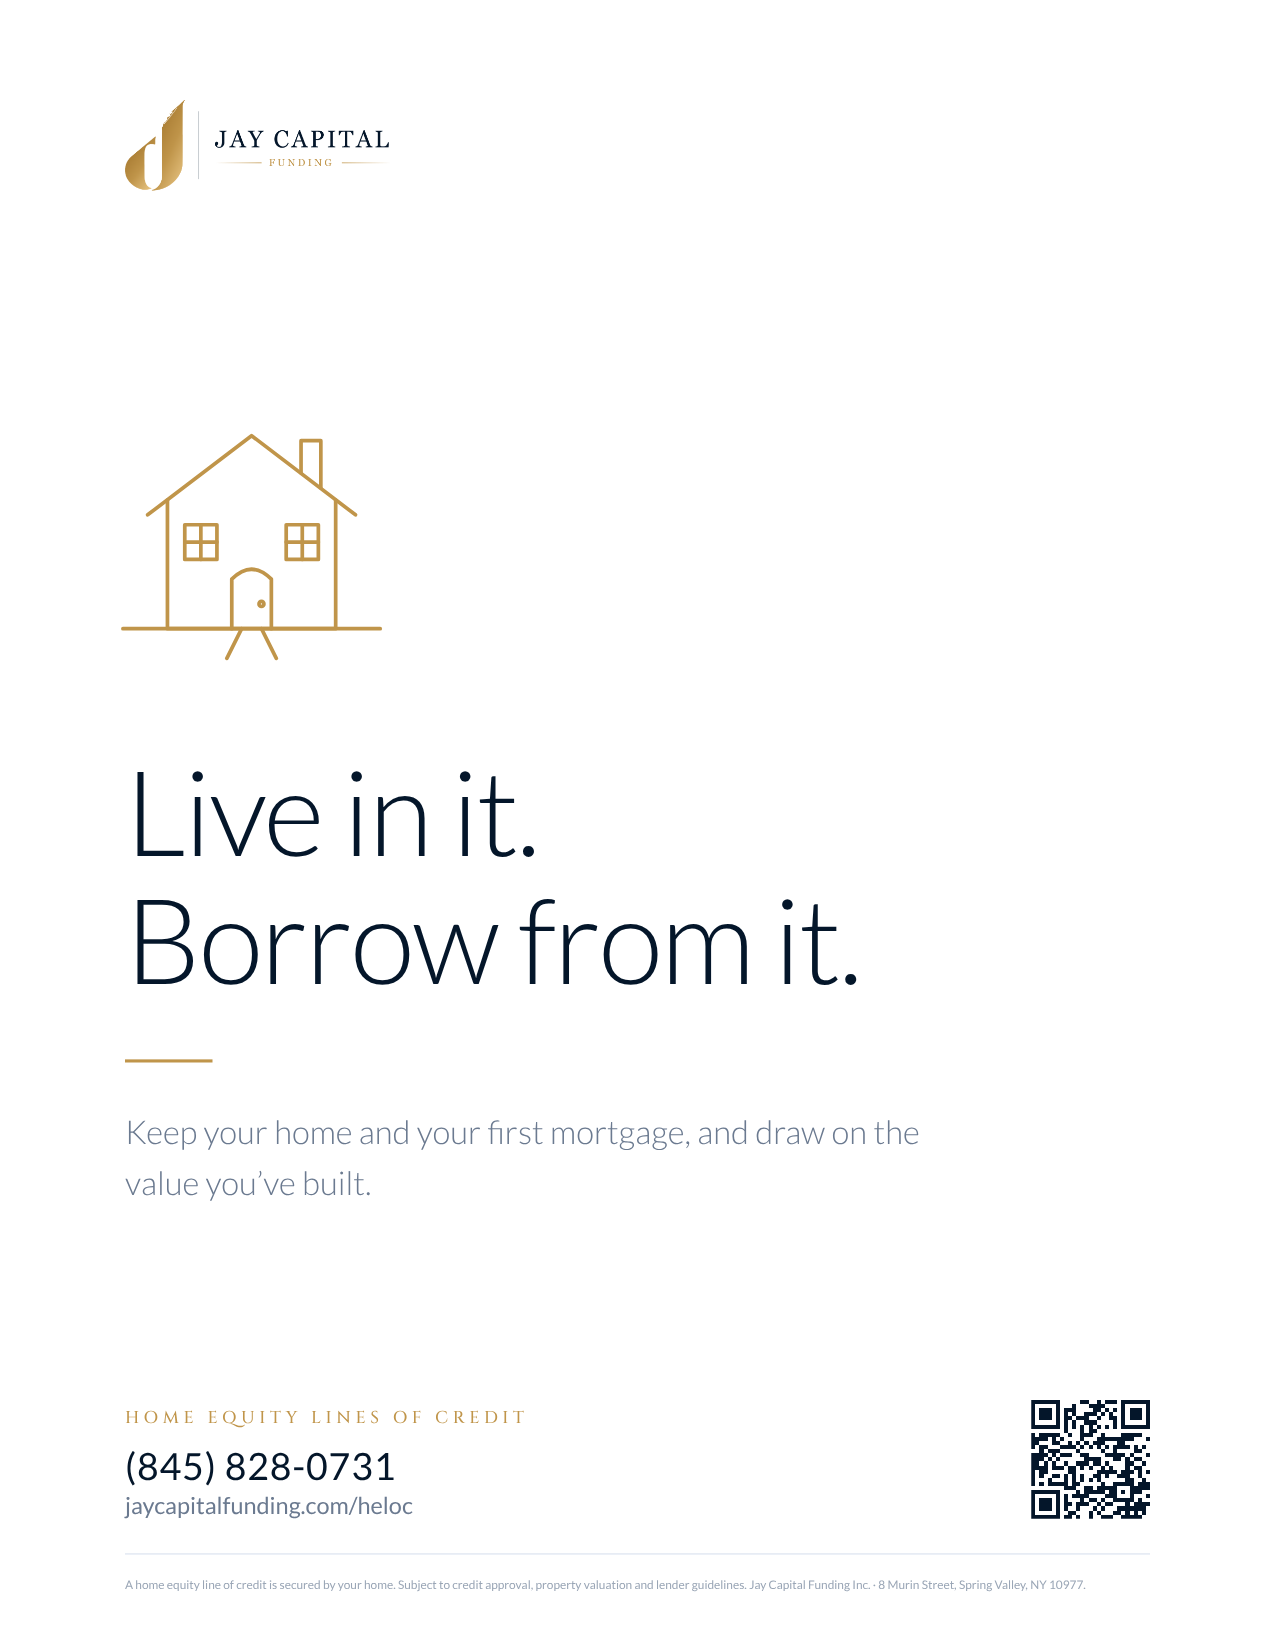 JAY CAPITAL
FUNDING
Live in it.
Borrow from it.
Keep your home and your first mortgage, and draw on the
value you’ve built.
HOME EQUITY LINES OF CREDIT
(845) 828-0731
jaycapitalfunding.com/heloc
A home equity line of credit is secured by your home. Subject to credit approval, property valuation and lender guidelines. Jay Capital Funding Inc. · 8 Murin Street, Spring Valley, NY 10977.